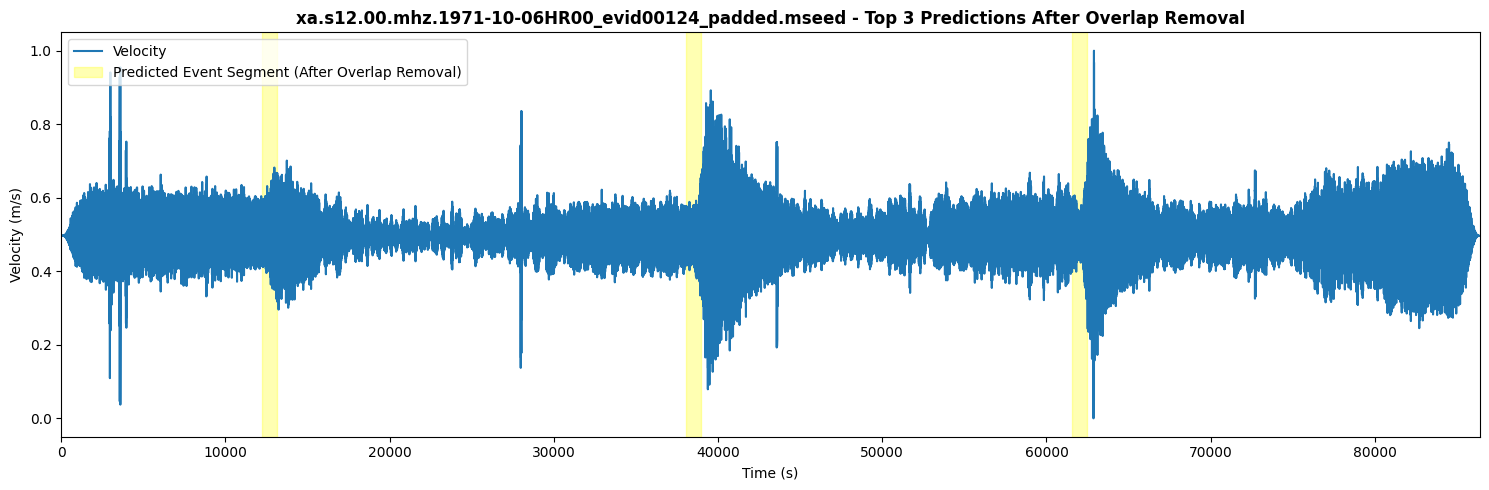 xa.s12.00.mhz.1971-10-06HR00_evid00124_padded.mseed - Top 3 Predictions After Overlap Removal
Velocity
Predicted Event Segment (After Overlap Removal)
Velocity (m/s)
1.0
0.8
0.6
0.4
0.2
0.0
0 10000 20000 30000 40000 50000 60000 70000 80000
Time (s)